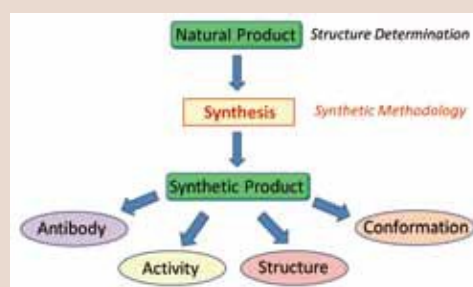 Natural Product Structure Determination
Synthesis Synthetic Methodology
Synthetic Product
Antibody Conformation
Activity Structure